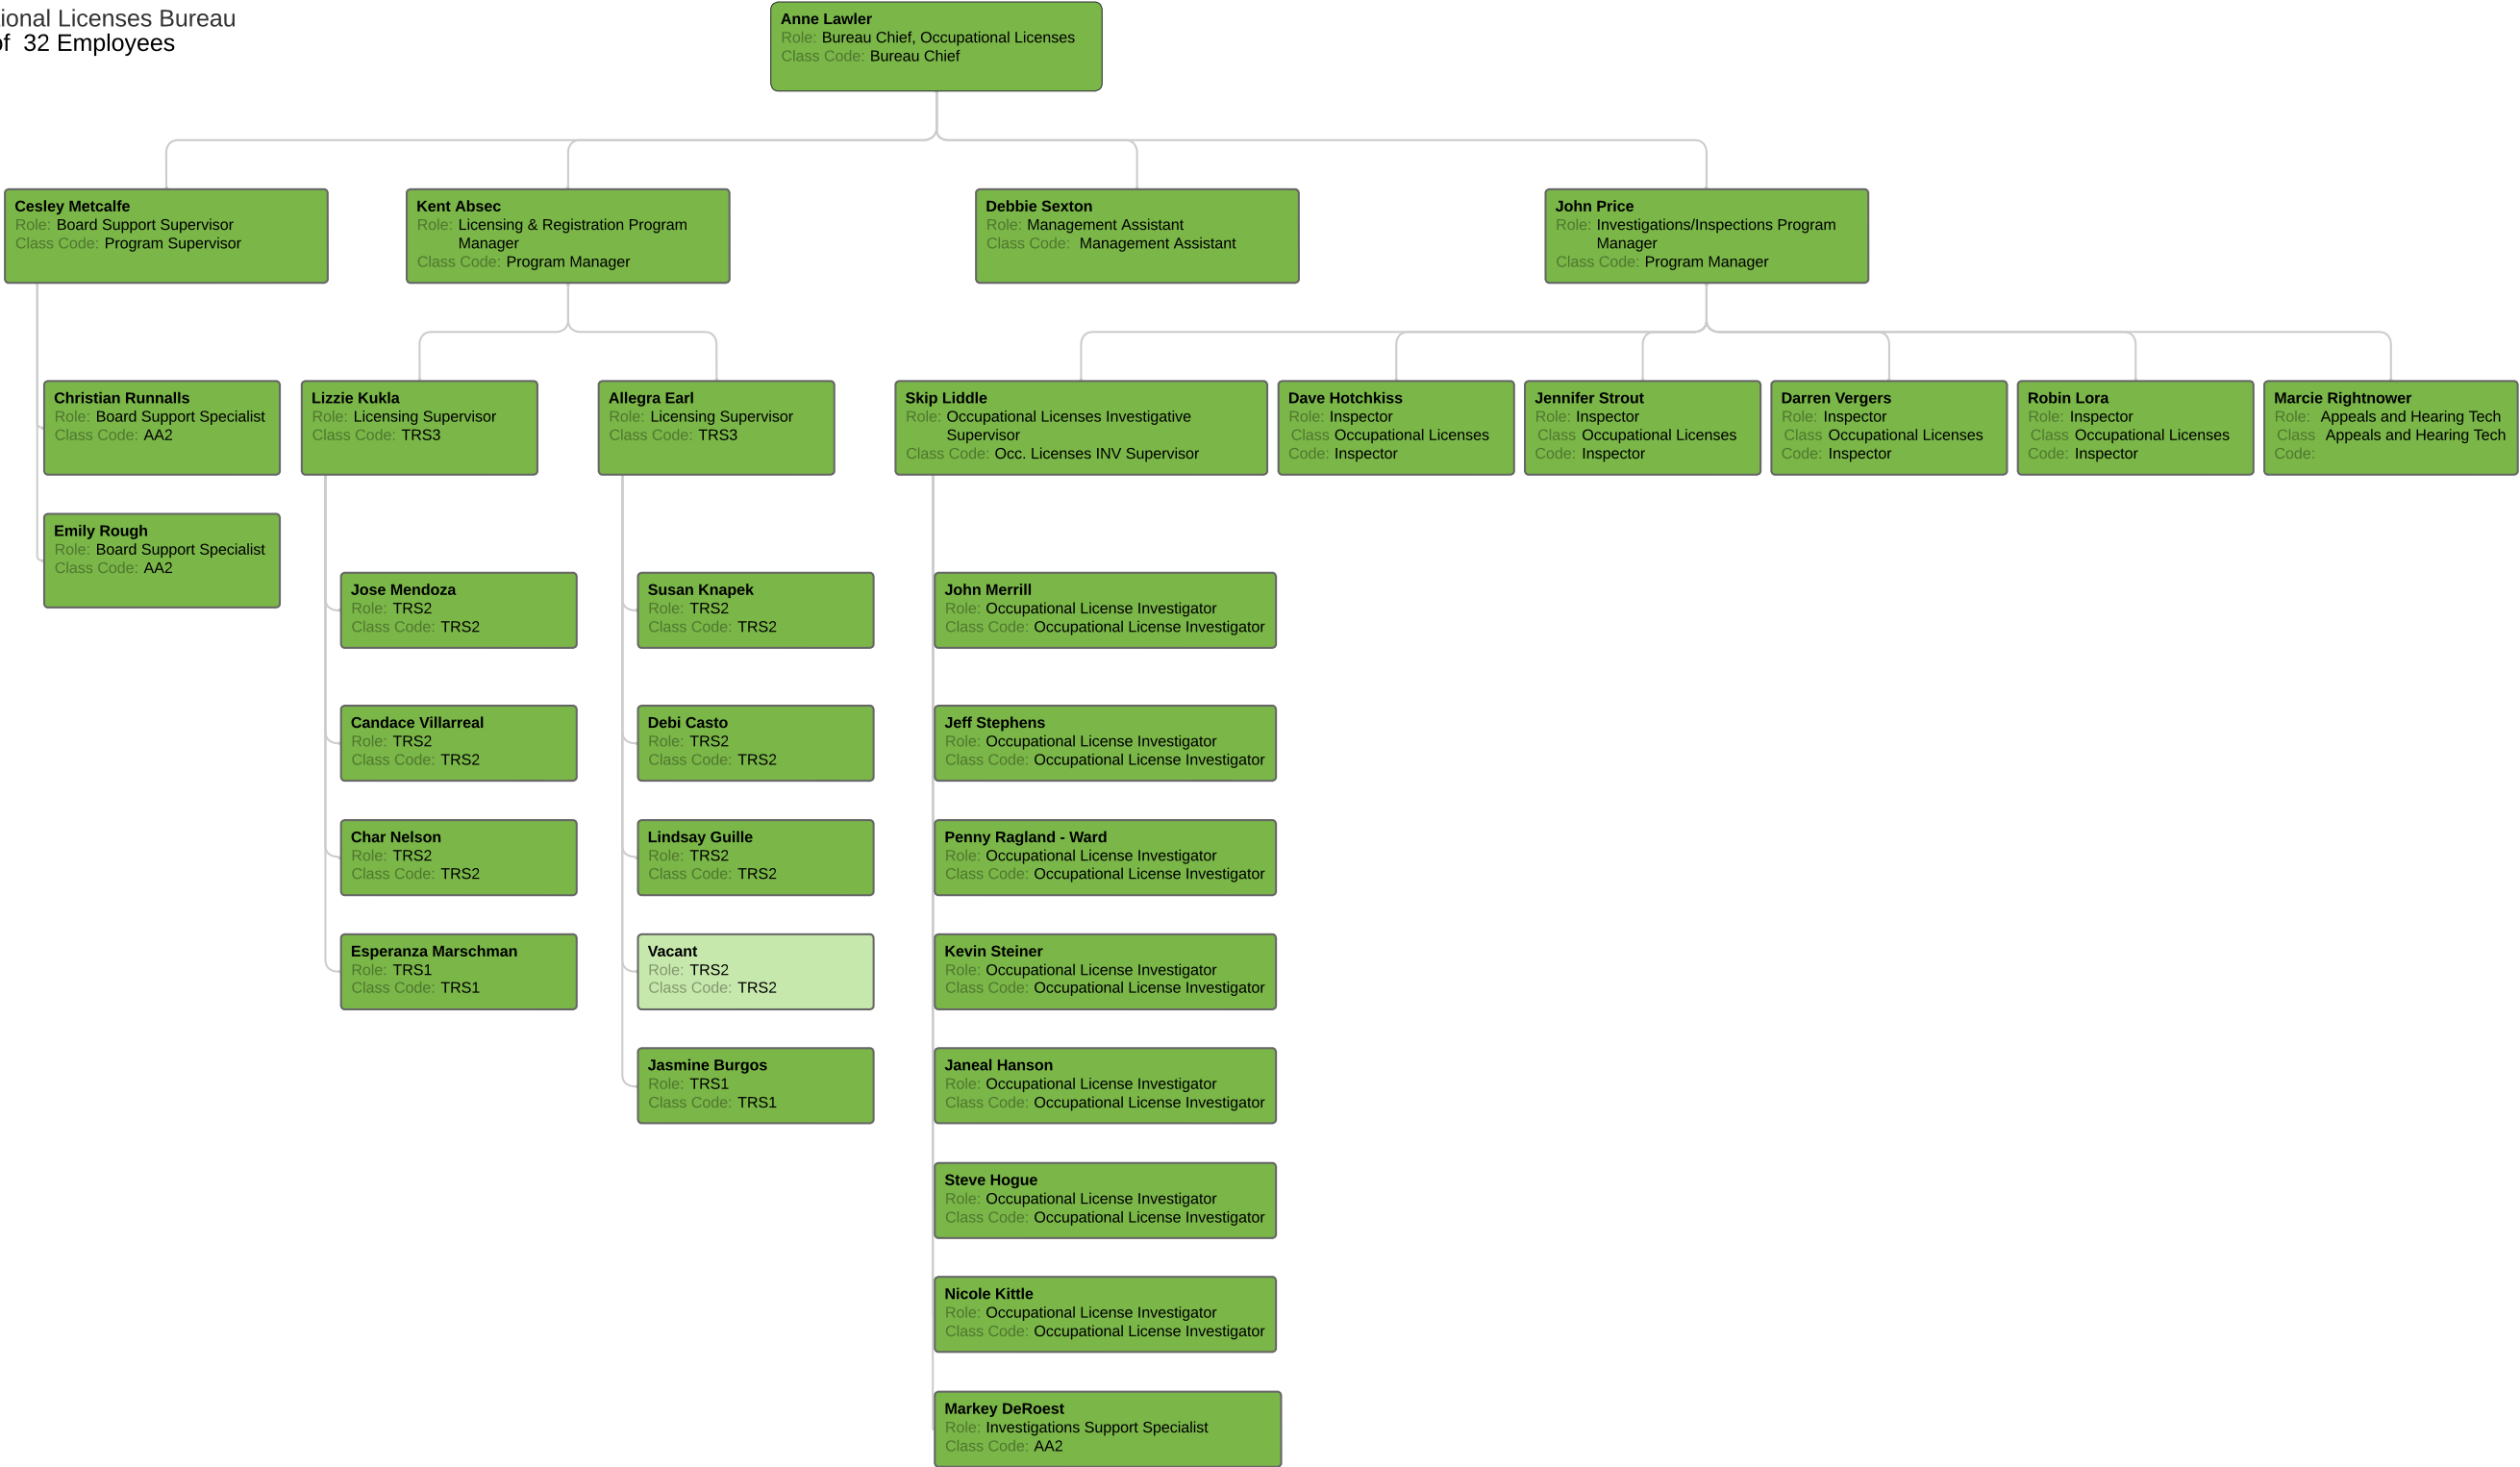 ional Licenses Bureau
of 32 Employees
Anne Lawler
Role: Bureau Chief, Occupational Licenses
Class Code: Bureau Chief
Cesley Metcalfe
Role: Board Support Supervisor
Class Code: Program Supervisor
Kent Absec
Role: Licensing & Registration Program
Manager
Class Code: Program Manager
Debbie Sexton
Role: Management Assistant
Class Code: Management Assistant
John Price
Role: Investigations/Inspections Program
Manager
Class Code: Program Manager
Christian Runnalls
Role: Board Support Specialist
Class Code: AA2
Lizzie Kukla
Role: Licensing Supervisor
Class Code: TRS3
Allegra Earl
Role: Licensing Supervisor
Class Code: TRS3
Skip Liddle
Role: Occupational Licenses Investigative
Supervisor
Class Code: Occ. Licenses INV Supervisor
Dave Hotchkiss
Role: Inspector
Class Occupational Licenses
Code: Inspector
Jennifer Strout
Role: Inspector
Class Occupational Licenses
Code: Inspector
Darren Vergers
Role: Inspector
Class Occupational Licenses
Code: Inspector
Robin Lora
Role: Inspector
Class Occupational Licenses
Code: Inspector
Marcie Rightnower
Role: Appeals and Hearing Tech
Class Appeals and Hearing Tech
Code:
Emily Rough
Role: Board Support Specialist
Class Code: AA2
Jose Mendoza
Role: TRS2
Class Code: TRS2
Susan Knapek
Role: TRS2
Class Code: TRS2
John Merrill
Role: Occupational License Investigator
Class Code: Occupational License Investigator
Candace Villarreal
Role: TRS2
Class Code: TRS2
Debi Casto
Role: TRS2
Class Code: TRS2
Jeff Stephens
Role: Occupational License Investigator
Class Code: Occupational License Investigator
Char Nelson
Role: TRS2
Class Code: TRS2
Lindsay Guille
Role: TRS2
Class Code: TRS2
Penny Ragland - Ward
Role: Occupational License Investigator
Class Code: Occupational License Investigator
Esperanza Marschman
Role: TRS1
Class Code: TRS1
Vacant
Role: TRS2
Class Code: TRS2
Kevin Steiner
Role: Occupational License Investigator
Class Code: Occupational License Investigator
Jasmine Burgos
Role: TRS1
Class Code: TRS1
Janeal Hanson
Role: Occupational License Investigator
Class Code: Occupational License Investigator
Steve Hogue
Role: Occupational License Investigator
Class Code: Occupational License Investigator
Nicole Kittle
Role: Occupational License Investigator
Class Code: Occupational License Investigator
Markey DeRoest
Role: Investigations Support Specialist
Class Code: AA2